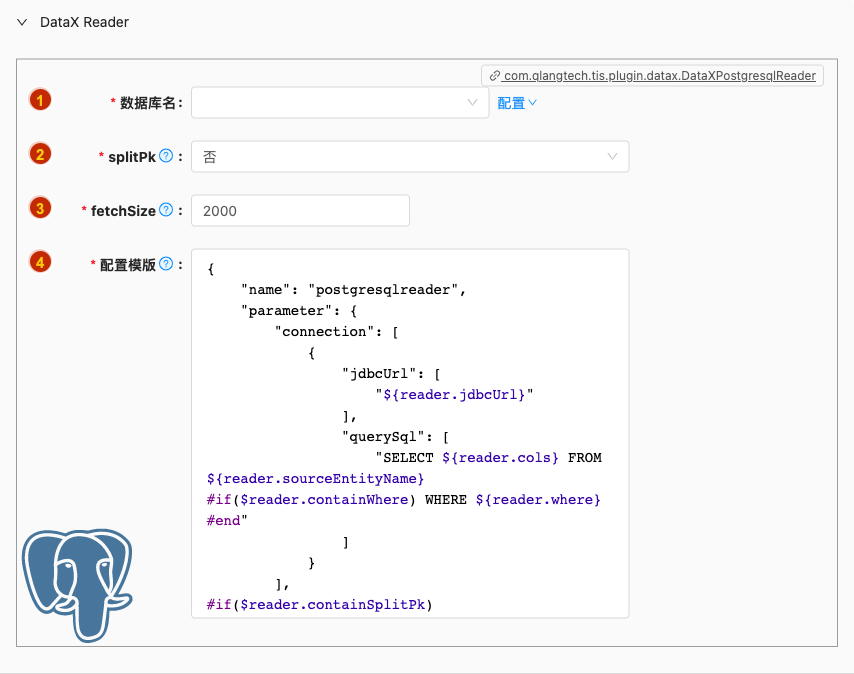 DataX Reader
com.qlangtech.tis.plugin.datax.DataXPostgresqlReader
1 * 数据库名: 配置
2 * splitPk ? : 否
3 * fetchSize ? : 2000
4 * 配置模版 ? :
{
    "name": "postgresqlreader",
    "parameter": {
        "connection": [
            {
                "jdbcUrl": [
                    "${reader.jdbcUrl}"
                ],
                "querySql": [
                    "SELECT ${reader.cols} FROM
${reader.sourceEntityName}
#if($reader.containWhere) WHERE ${reader.where}
#end"
                ]
            }
        ],
#if($reader.containSplitPk)